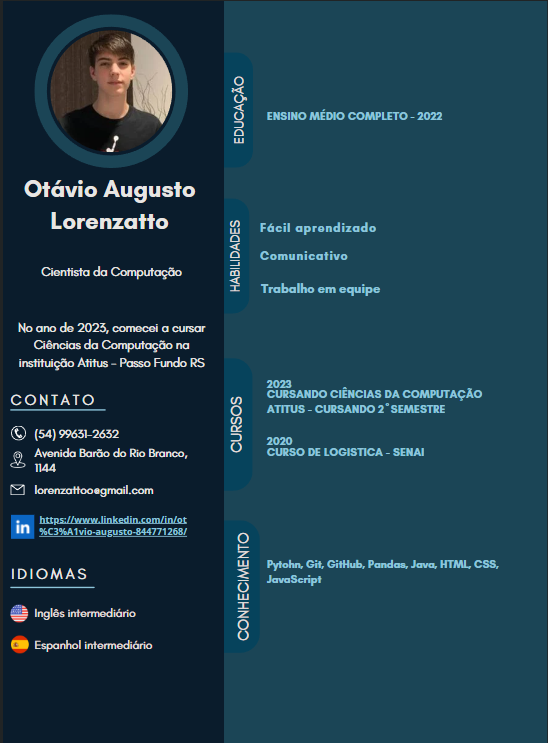 Otávio Augusto
Lorenzatto
Cientista da Computação
No ano de 2023, comecei a cursar
Ciências da Computação na
instituição Atitus - Passo Fundo RS
CONTATO
(54) 99631-2632
Avenida Barão do Rio Branco,
1144
lorenzattoo@gmail.com
in
https://www.linkedin.com/in/ot
%C3%A1vio-augusto-844771268/
IDIOMAS
Inglês intermediário
Espanhol intermediário
EDUCAÇÃO
ENSINO MÉDIO COMPLETO - 2022
HABILIDADES
Fácil aprendizado
Comunicativo
Trabalho em equipe
CURSOS
2023
CURSANDO CIÊNCIAS DA COMPUTAÇÃO
ATITUS - CURSANDO 2°SEMESTRE
2020
CURSO DE LOGISTICA - SENAI
CONHECIMENTO
Pytohn, Git, GitHub, Pandas, Java, HTML, CSS,
JavaScript